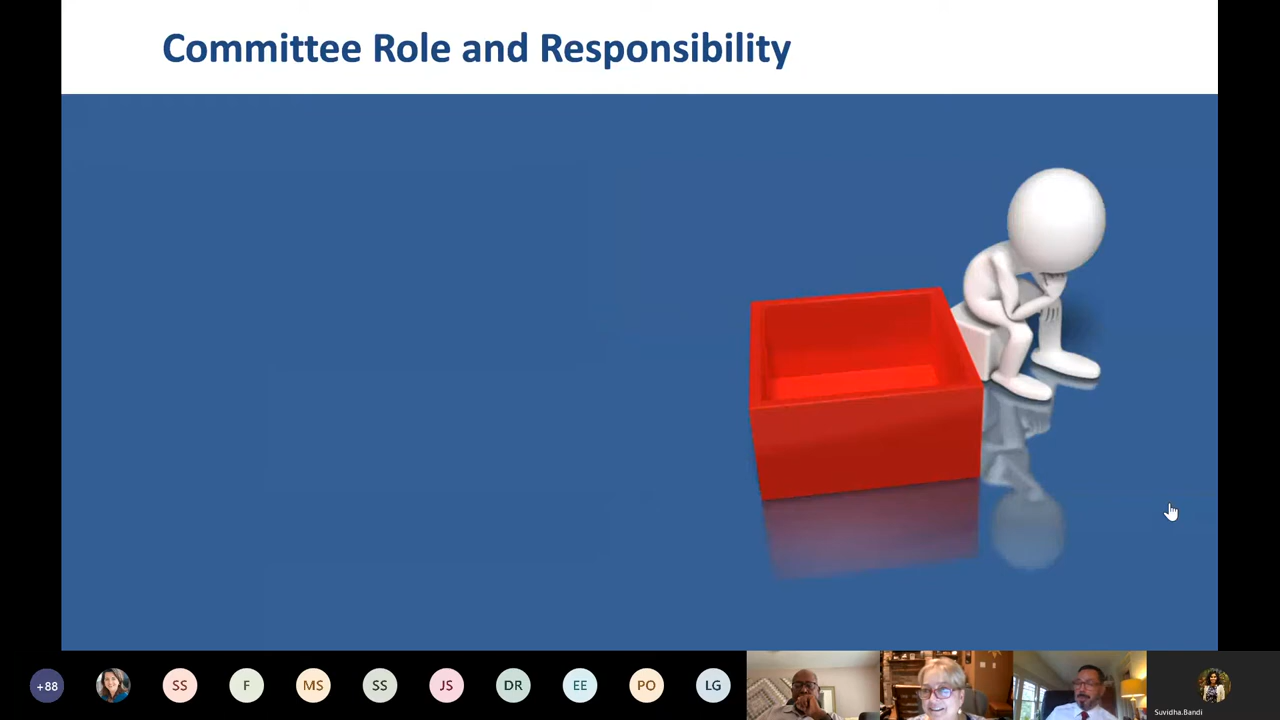 Committee Role and Responsibility
+88
SS
F
MS
SS
JS
DR
EE
PO
LG
Suvidha.Bandi